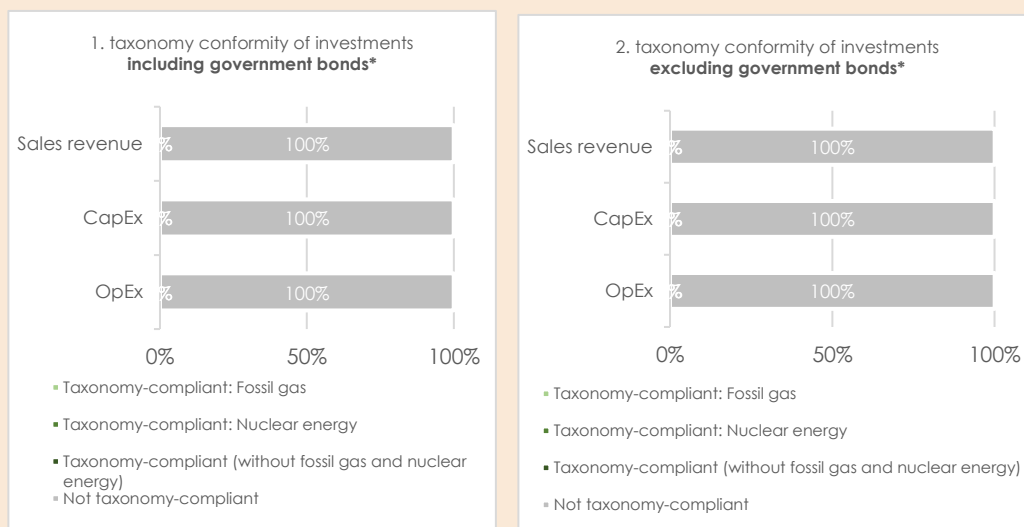 1. taxonomy conformity of investments
including government bonds*
Sales revenue % 100%
CapEx % 100%
OpEx % 100%
0% 50% 100%
Taxonomy-compliant: Fossil gas
Taxonomy-compliant: Nuclear energy
Taxonomy-compliant (without fossil gas and nuclear
energy)
Not taxonomy-compliant
2. taxonomy conformity of investments
excluding government bonds*
Sales revenue % 100%
CapEx % 100%
OpEx % 100%
0% 50% 100%
Taxonomy-compliant: Fossil gas
Taxonomy-compliant: Nuclear energy
Taxonomy-compliant (without fossil gas and nuclear energy)
Not taxonomy-compliant